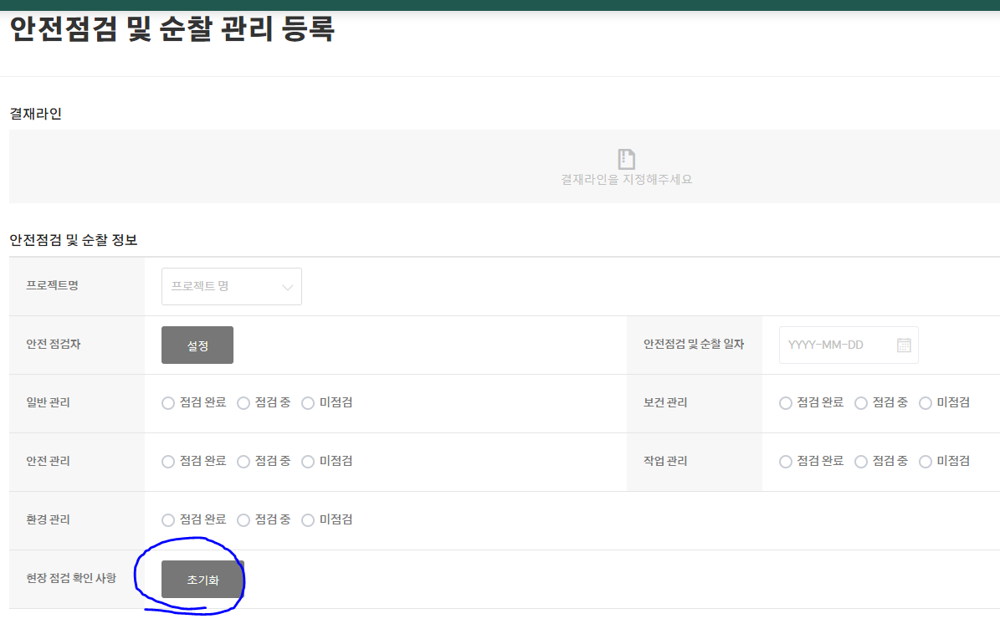 안전점검 및 순찰 관리 등록
결재라인
결재라인을 지정해주세요
안전점검 및 순찰 정보
프로젝트명 프로젝트 명
안전 점검자 설정 안전점검 및 순찰 일자 YYYY-MM-DD
일반 관리 점검 완료 점검 중 미점검 보건 관리 점검 완료 점검 중 미점검
안전 관리 점검 완료 점검 중 미점검 작업 관리 점검 완료 점검 중 미점검
환경 관리 점검 완료 점검 중 미점검
현장 점검 확인 사항 초기화